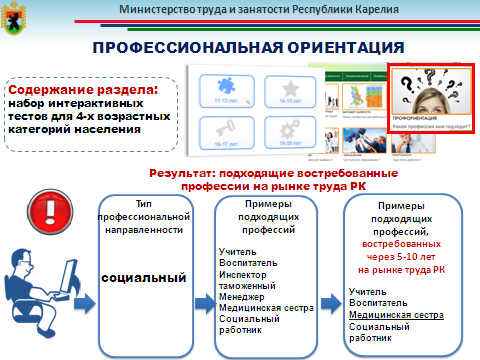 Министерство труда и занятости Республики Карелия
ПРОФЕССИОНАЛЬНАЯ ОРИЕНТАЦИЯ
Содержание раздела:
набор интерактивных
тестов для 4-х возрастных
категорий населения
11-13 лет
14-15 лет
16-17 лет
18-35 лет
ПРОФОРИЕНТАЦИЯ
Какая профессия мне подходит?
Результат: подходящие востребованные
профессии на рынке труда РК
Тип
профессиональной
направленности
социальный
Примеры
подходящих
профессий
Учитель
Воспитатель
Инспектор
таможенный
Менеджер
Медицинская сестра
Социальный
работник
Примеры
подходящих
профессий,
востребованных
через 5-10 лет
на рынке труда РК
Учитель
Воспитатель
Медицинская сестра
Социальный
работник